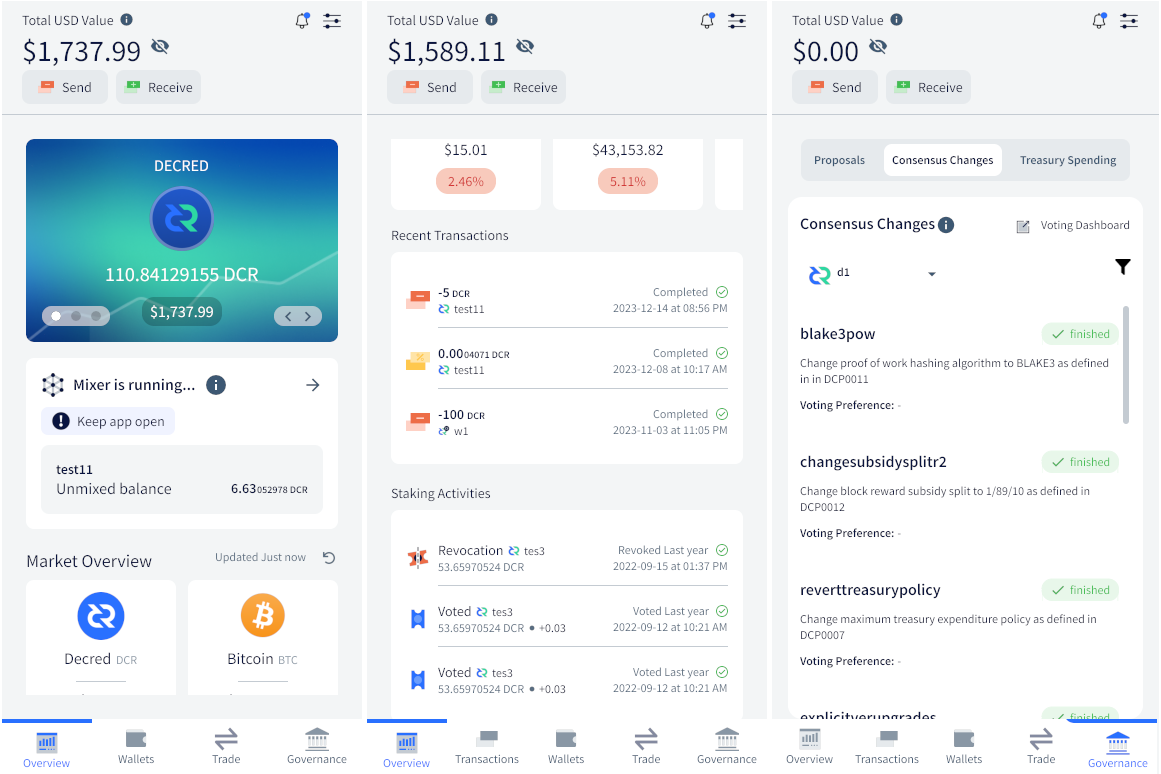 Total USD Value
$1,737.99
Send
Receive
DECRED
110.84129155 DCR
$1,737.99
Mixer is running...
Keep app open
test11
Unmixed balance 6.63052978 DCR
Market Overview Updated Just now
Decred DCR
Bitcoin BTC
Overview
Wallets
Trade
Governance
Total USD Value
$1,589.11
Send
Receive
$15.01
2.46%
$43,153.82
5.11%
Recent Transactions
-5 DCR Completed
test11 2023-12-14 at 08:56 PM
0.0004071 DCR Completed
test11 2023-12-08 at 10:17 AM
-100 DCR Completed
w1 2023-11-03 at 11:05 PM
Staking Activities
Revocation tes3 Revoked Last year
53.65970524 DCR 2022-09-15 at 01:37 PM
Voted tes3 Voted Last year
53.65970524 DCR • +0.03 2022-09-12 at 10:21 AM
Voted tes3 Voted Last year
53.65970524 DCR • +0.03 2022-09-12 at 10:21 AM
Overview
Transactions
Wallets
Trade
Governance
Total USD Value
$0.00
Send
Receive
Proposals
Consensus Changes
Treasury Spending
Consensus Changes Voting Dashboard
d1
blake3pow finished
Change proof of work hashing algorithm to BLAKE3 as defined
in in DCP0011
Voting Preference: -
changesubsidysplitr2 finished
Change block reward subsidy split to 1/89/10 as defined in
DCP0012
Voting Preference: -
reverttreasurypolicy finished
Change maximum treasury expenditure policy as defined in
DCP0007
Voting Preference: -
explicitverupgrades finished
Overview
Transactions
Wallets
Trade
Governance